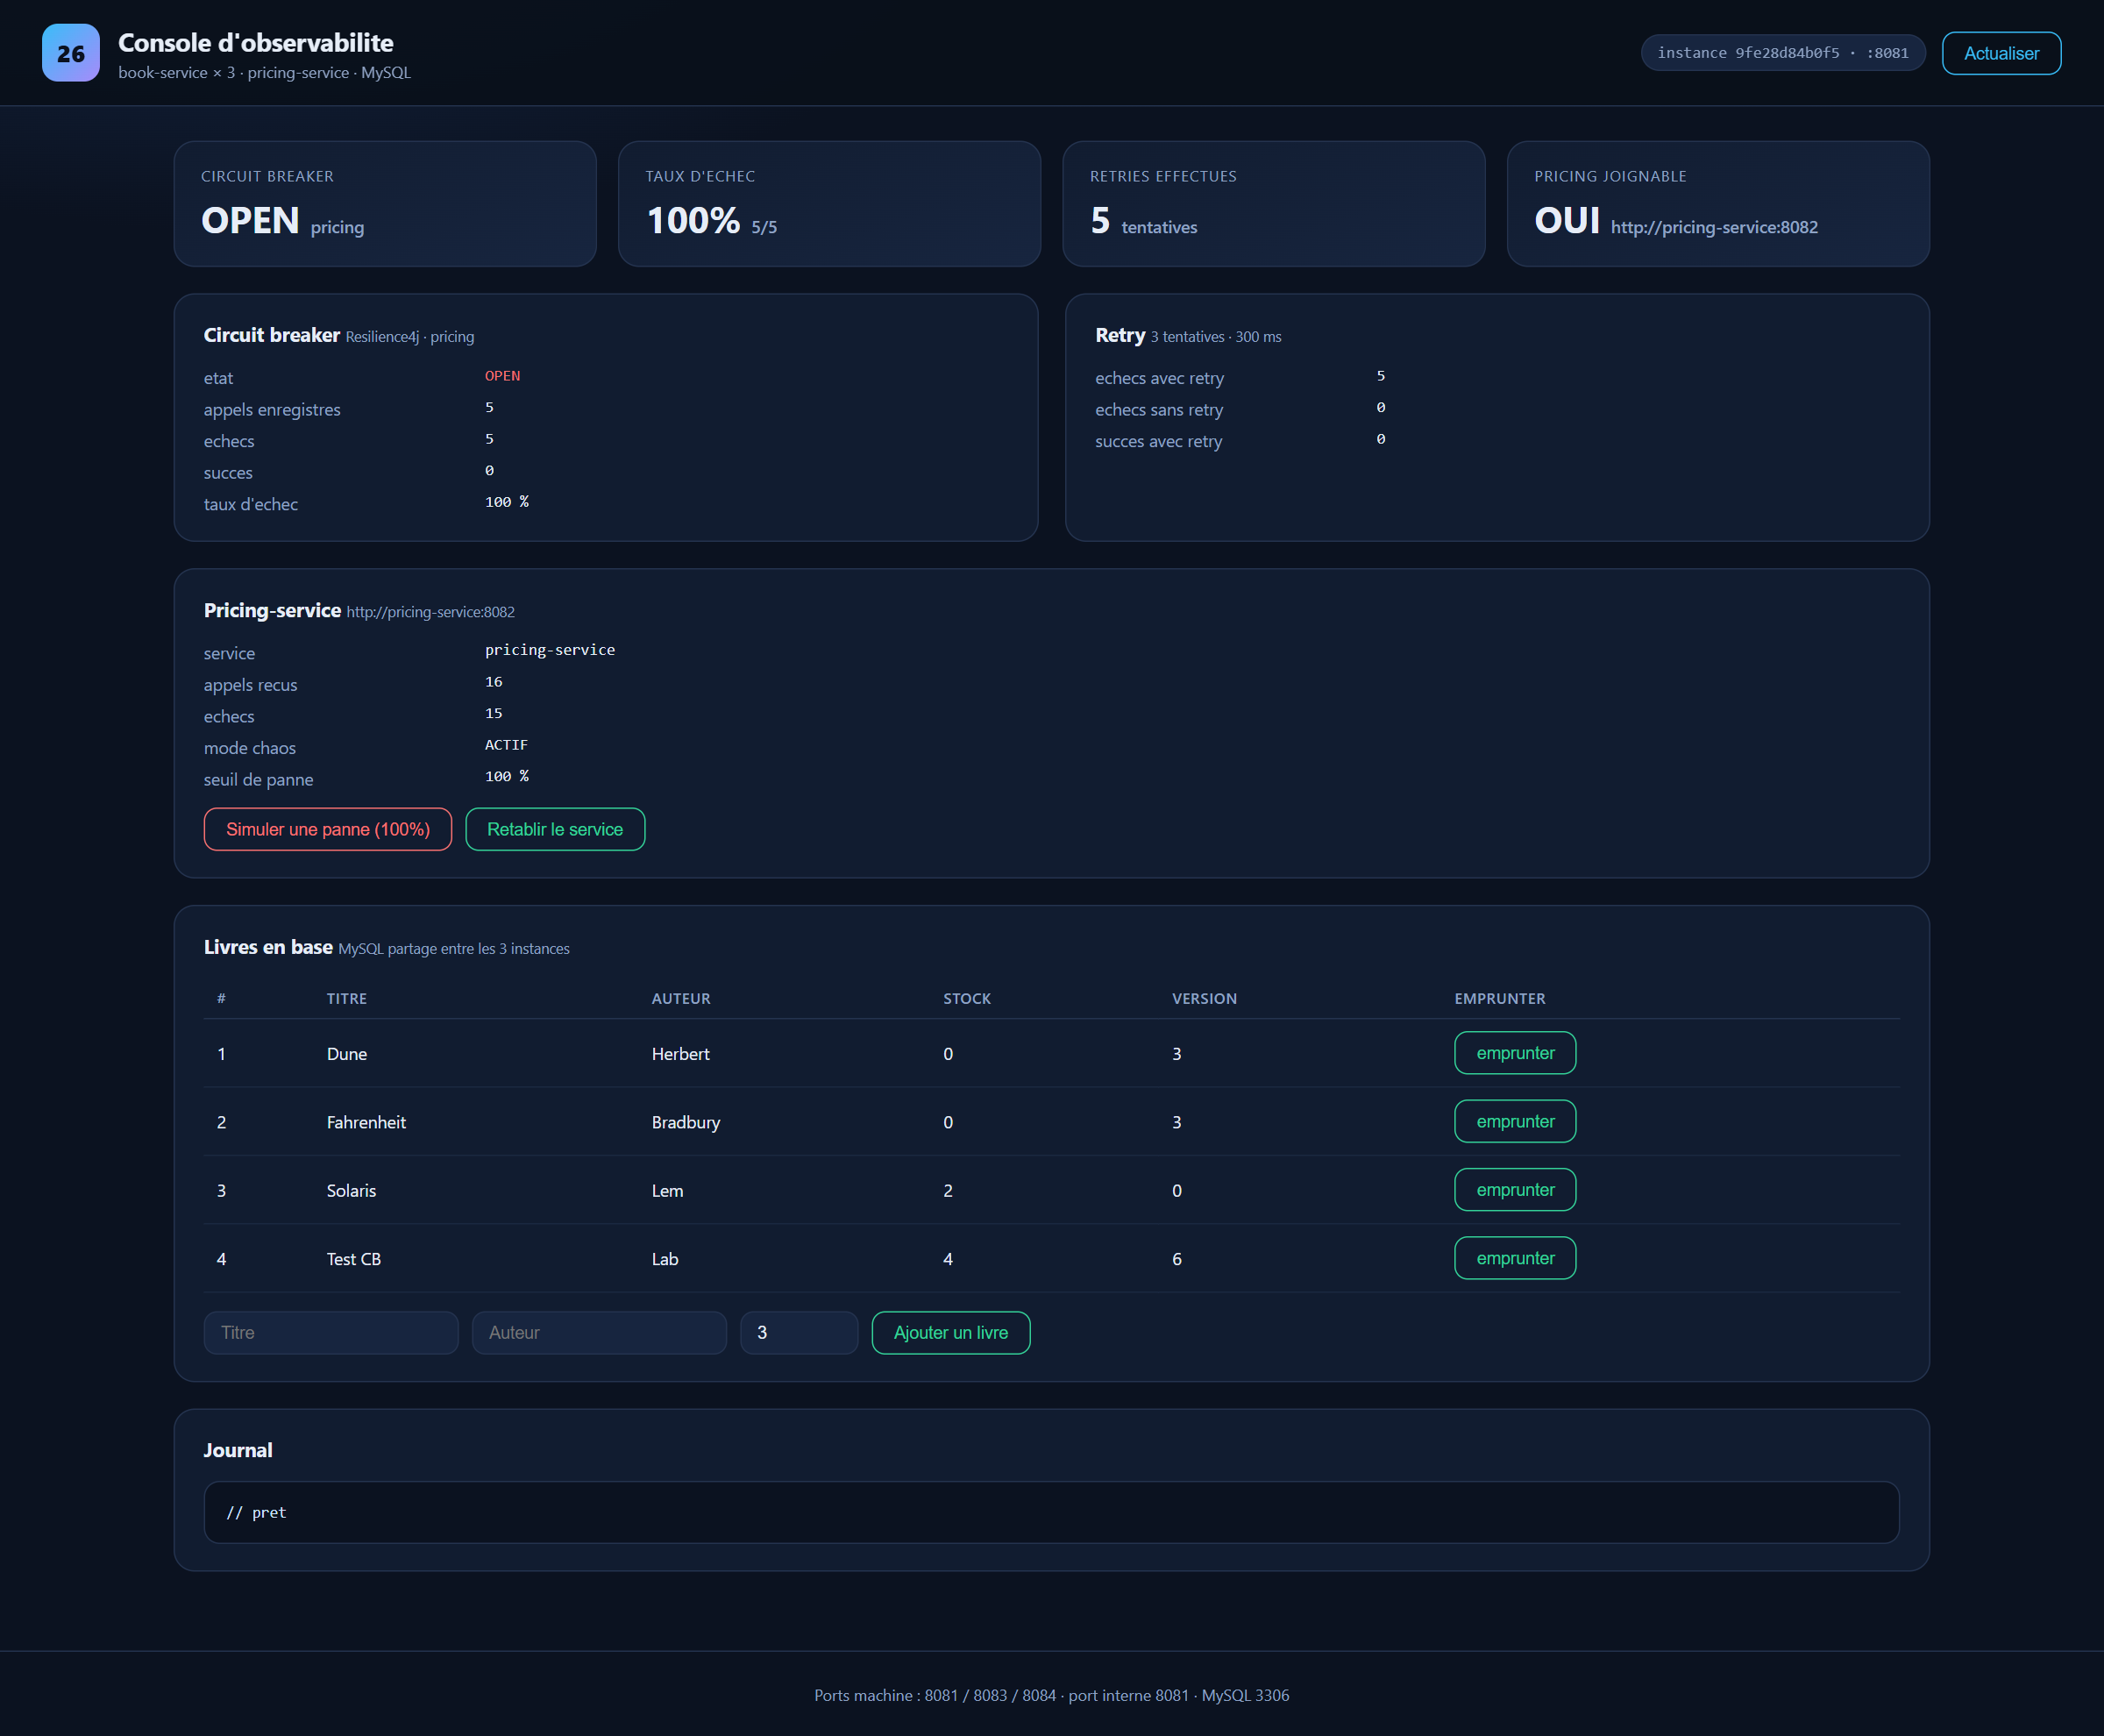 26
Console d'observabilite
book-service × 3 · pricing-service · MySQL
instance 9fe28d84b0f5 · :8081
Actualiser
CIRCUIT BREAKER
OPEN pricing
TAUX D'ECHEC
100% 5/5
RETRIES EFFECTUES
5 tentatives
PRICING JOIGNABLE
OUI http://pricing-service:8082
Circuit breaker Resilience4j · pricing
etat OPEN
appels enregistres 5
echecs 5
succes 0
taux d'echec 100 %
Retry 3 tentatives · 300 ms
echecs avec retry 5
echecs sans retry 0
succes avec retry 0
Pricing-service http://pricing-service:8082
service pricing-service
appels recus 16
echecs 15
mode chaos ACTIF
seuil de panne 100 %
Simuler une panne (100%) Retablir le service
Livres en base MySQL partage entre les 3 instances
# TITRE AUTEUR STOCK VERSION EMPRUNTER
1 Dune Herbert 0 3 emprunter
2 Fahrenheit Bradbury 0 3 emprunter
3 Solaris Lem 2 0 emprunter
4 Test CB Lab 4 6 emprunter
Titre Auteur 3 Ajouter un livre
Journal
// pret
Ports machine : 8081 / 8083 / 8084 · port interne 8081 · MySQL 3306